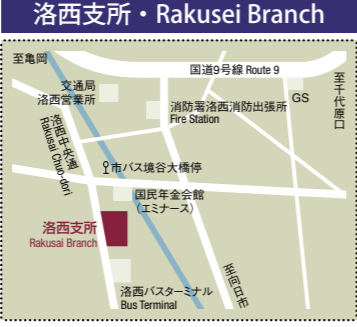 洛西支所・Rakusei Branch
至亀岡
国道9号線 Route 9
至千代原口
交通局
洛西営業所
GS
消防署洛西消防出張所
Fire Station
洛西中央通
Rakusai Chuo-dori
市バス境谷大橋停
国民年金会館
(エミナース)
洛西支所
Rakusai Branch
至向日市
洛西バスターミナル
Bus Terminal